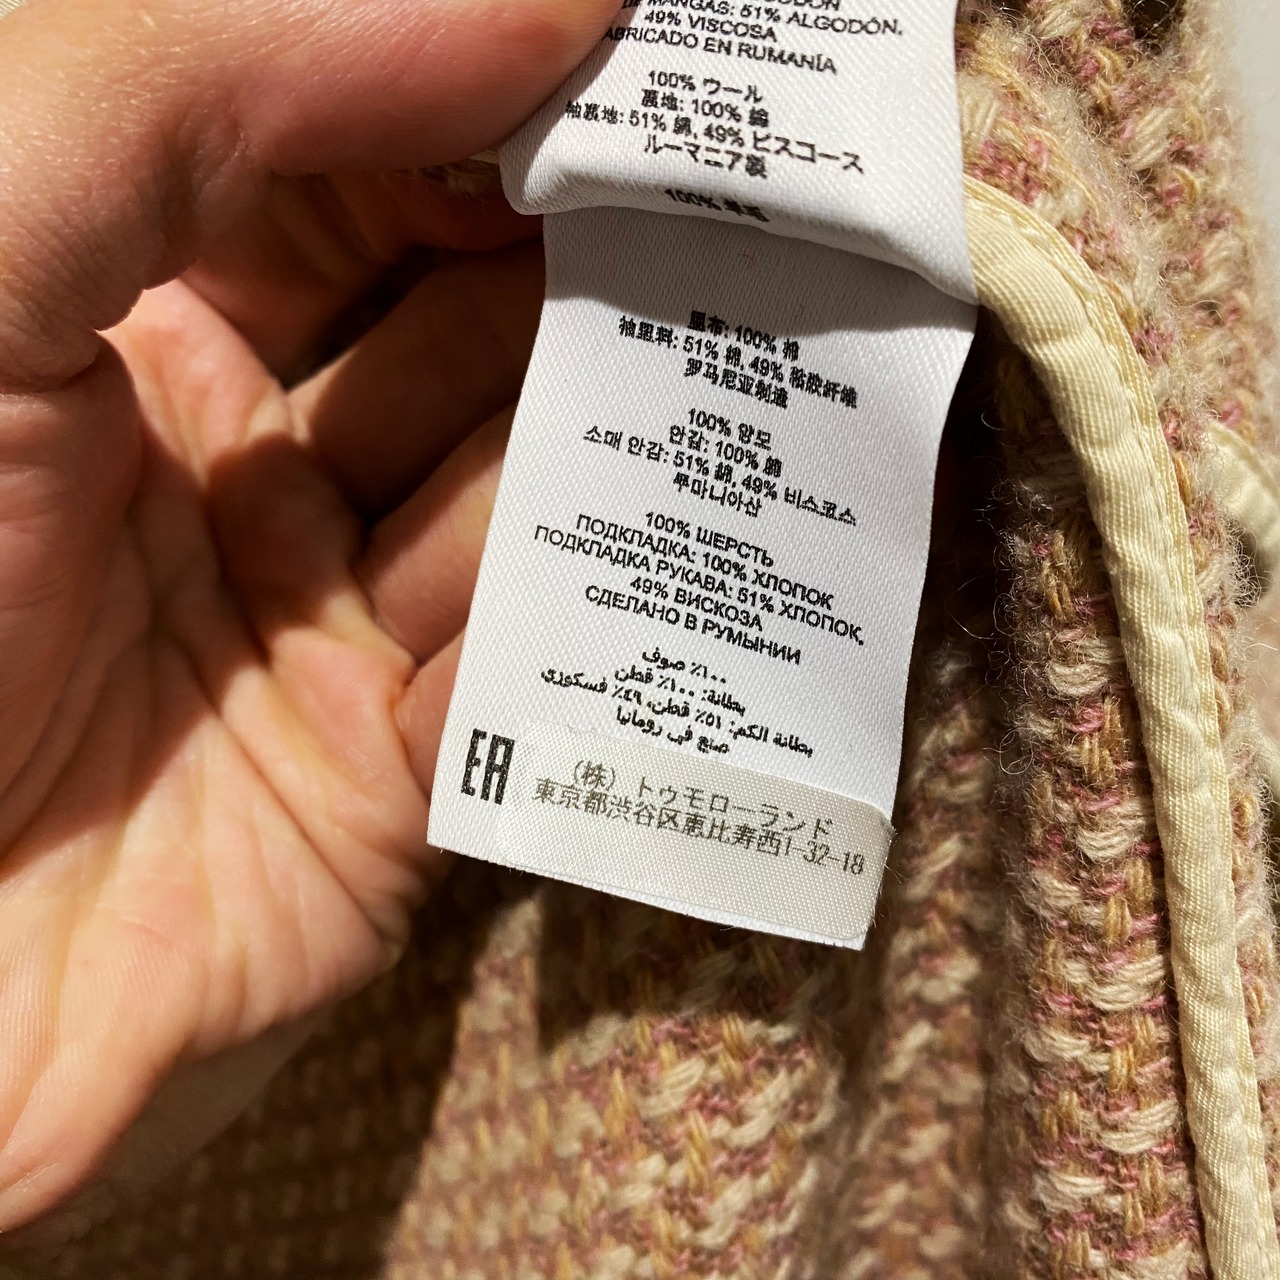 DE MANGAS: 51% ALGODÓN,
49% VISCOSA
FABRICADO EN RUMANÍA
100% ウール
裏地: 100% 綿
袖裏地: 51% 綿, 49% ビスコース
ルーマニア製
100% 羊毛
里布: 100% 棉
袖里料: 51% 棉, 49% 粘胶纤维
罗马尼亚制造
100% 양모
안감: 100% 綿
소매 안감: 51% 綿, 49% 비스코스
루마니아산
100% ШЕРСТЬ
ПОДКЛАДКА: 100% ХЛОПОК
ПОДКЛАДКА РУКАВА: 51% ХЛОПОК,
49% ВИСКОЗА
СДЕЛАНО В РУМЫНИИ
١٠٠٪ صوف
بطانة: ١٠٠٪ قطن
بطانة الكم: ٥١٪ قطن، ٤٩٪ فسكوزي
صنع في رومانيا
EA
（株）トゥモローランド
東京都渋谷区恵比寿西1-32-18